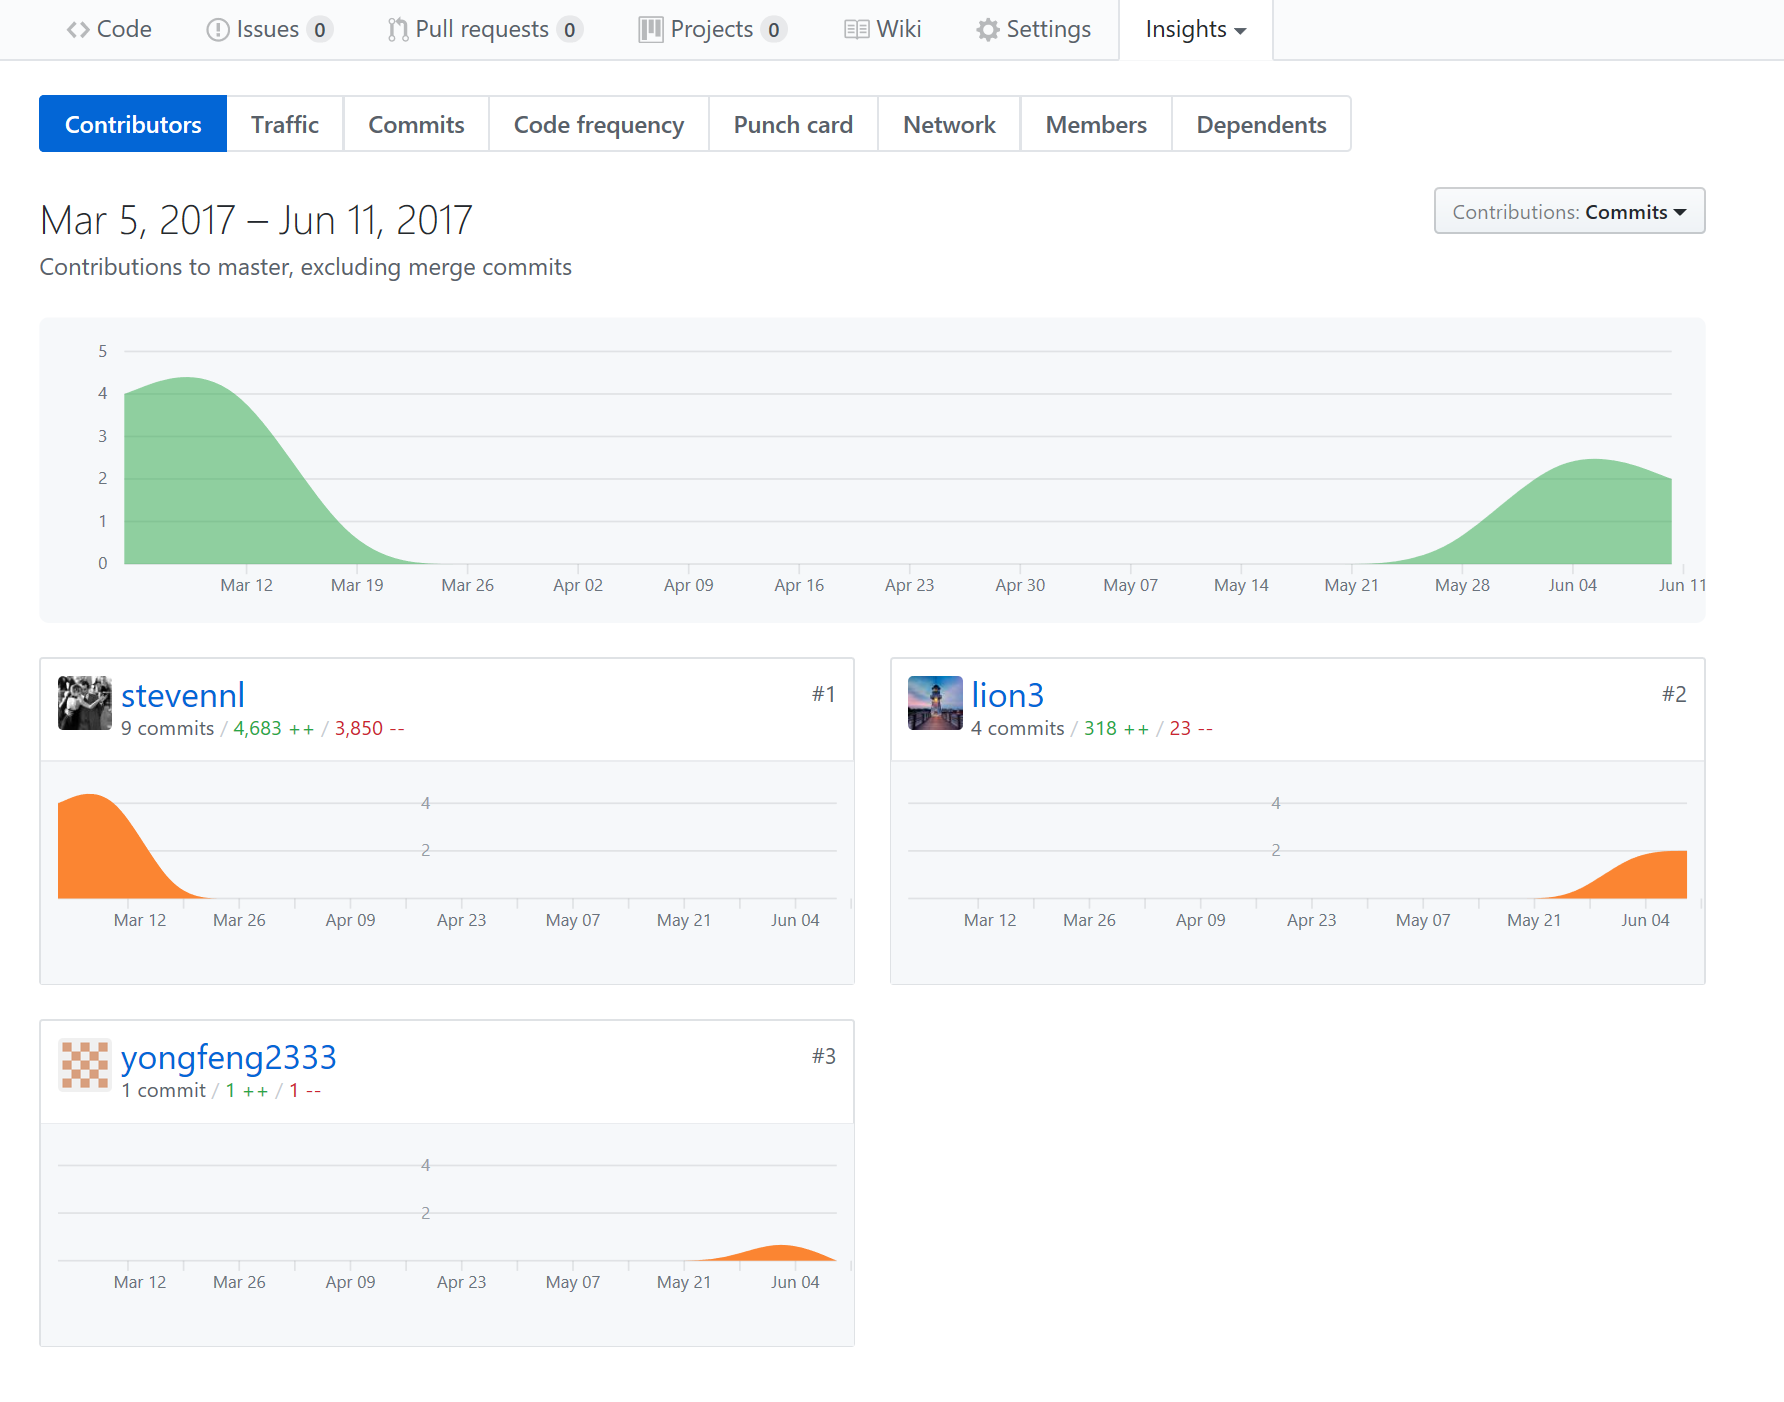 Code Issues 0 Pull requests 0 Projects 0 Wiki Settings Insights
Contributors Traffic Commits Code frequency Punch card Network Members Dependents
Mar 5, 2017 – Jun 11, 2017
Contributions: Commits
Contributions to master, excluding merge commits
5
4
3
2
1
0
Mar 12 Mar 19 Mar 26 Apr 02 Apr 09 Apr 16 Apr 23 Apr 30 May 07 May 14 May 21 May 28 Jun 04 Jun 11
stevennl #1
9 commits / 4,683 ++ / 3,850 --
4
2
Mar 12 Mar 26 Apr 09 Apr 23 May 07 May 21 Jun 04
lion3 #2
4 commits / 318 ++ / 23 --
4
2
Mar 12 Mar 26 Apr 09 Apr 23 May 07 May 21 Jun 04
yongfeng2333 #3
1 commit / 1 ++ / 1 --
4
2
Mar 12 Mar 26 Apr 09 Apr 23 May 07 May 21 Jun 04